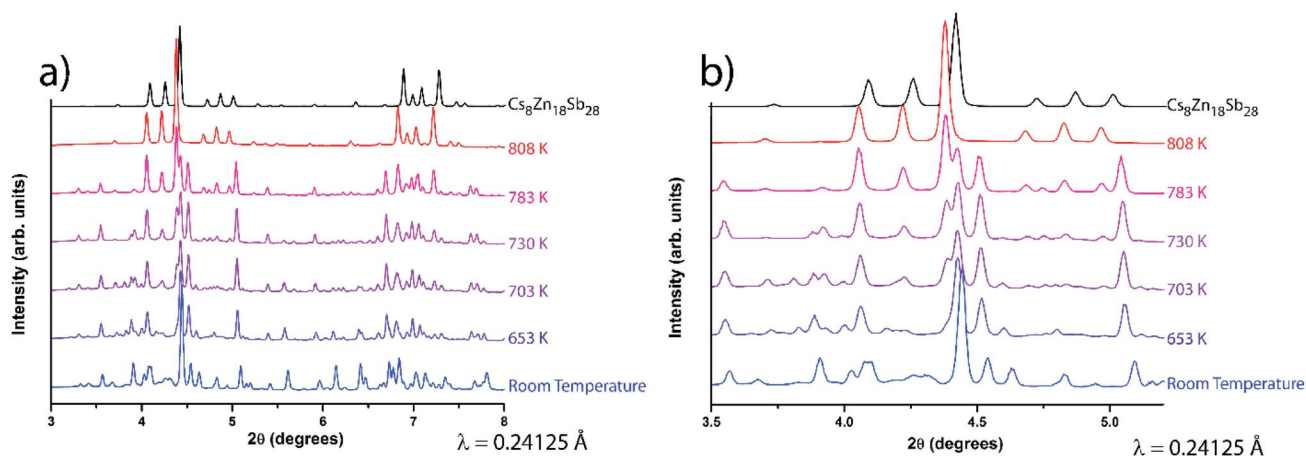 a)
Intensity (arb. units)
Cs₈Zn₁₈Sb₂₈
808 K
783 K
730 K
703 K
653 K
Room Temperature
3 4 5 6 7 8
2θ (degrees)
λ = 0.24125 Å
b)
Intensity (arb. units)
Cs₈Zn₁₈Sb₂₈
808 K
783 K
730 K
703 K
653 K
Room Temperature
3.5 4.0 4.5 5.0
2θ (degrees)
λ = 0.24125 Å